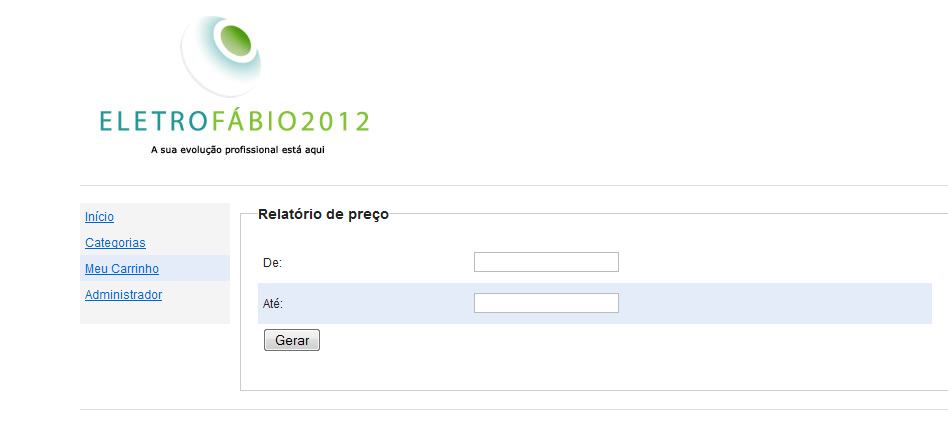 ELETROFÁBIO2012
A sua evolução profissional está aqui
Início
Categorias
Meu Carrinho
Administrador
Relatório de preço
De:
Até:
Gerar